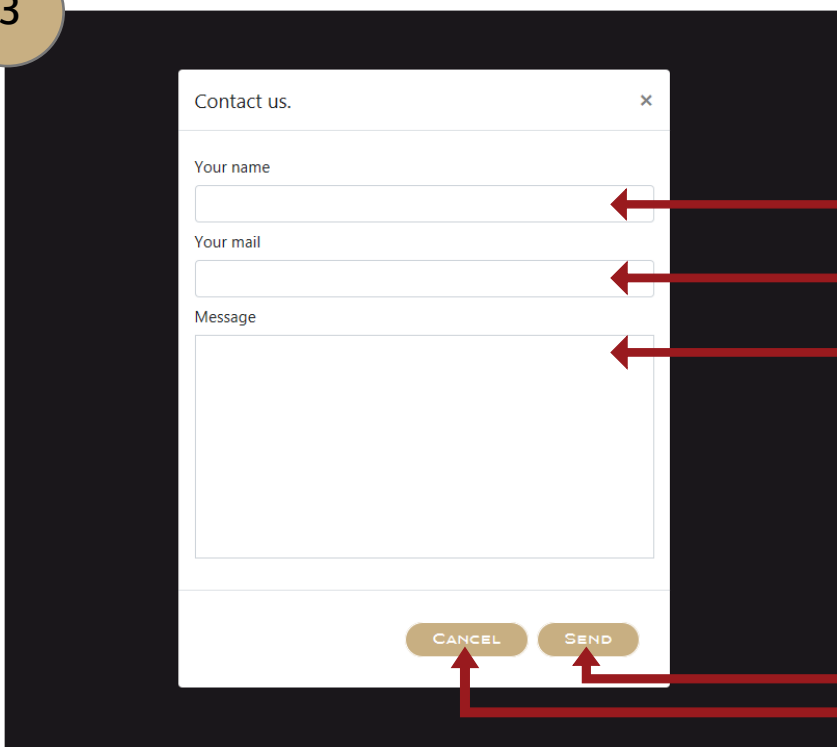 3
Contact us.
×
Your name
Your mail
Message
CANCEL
SEND